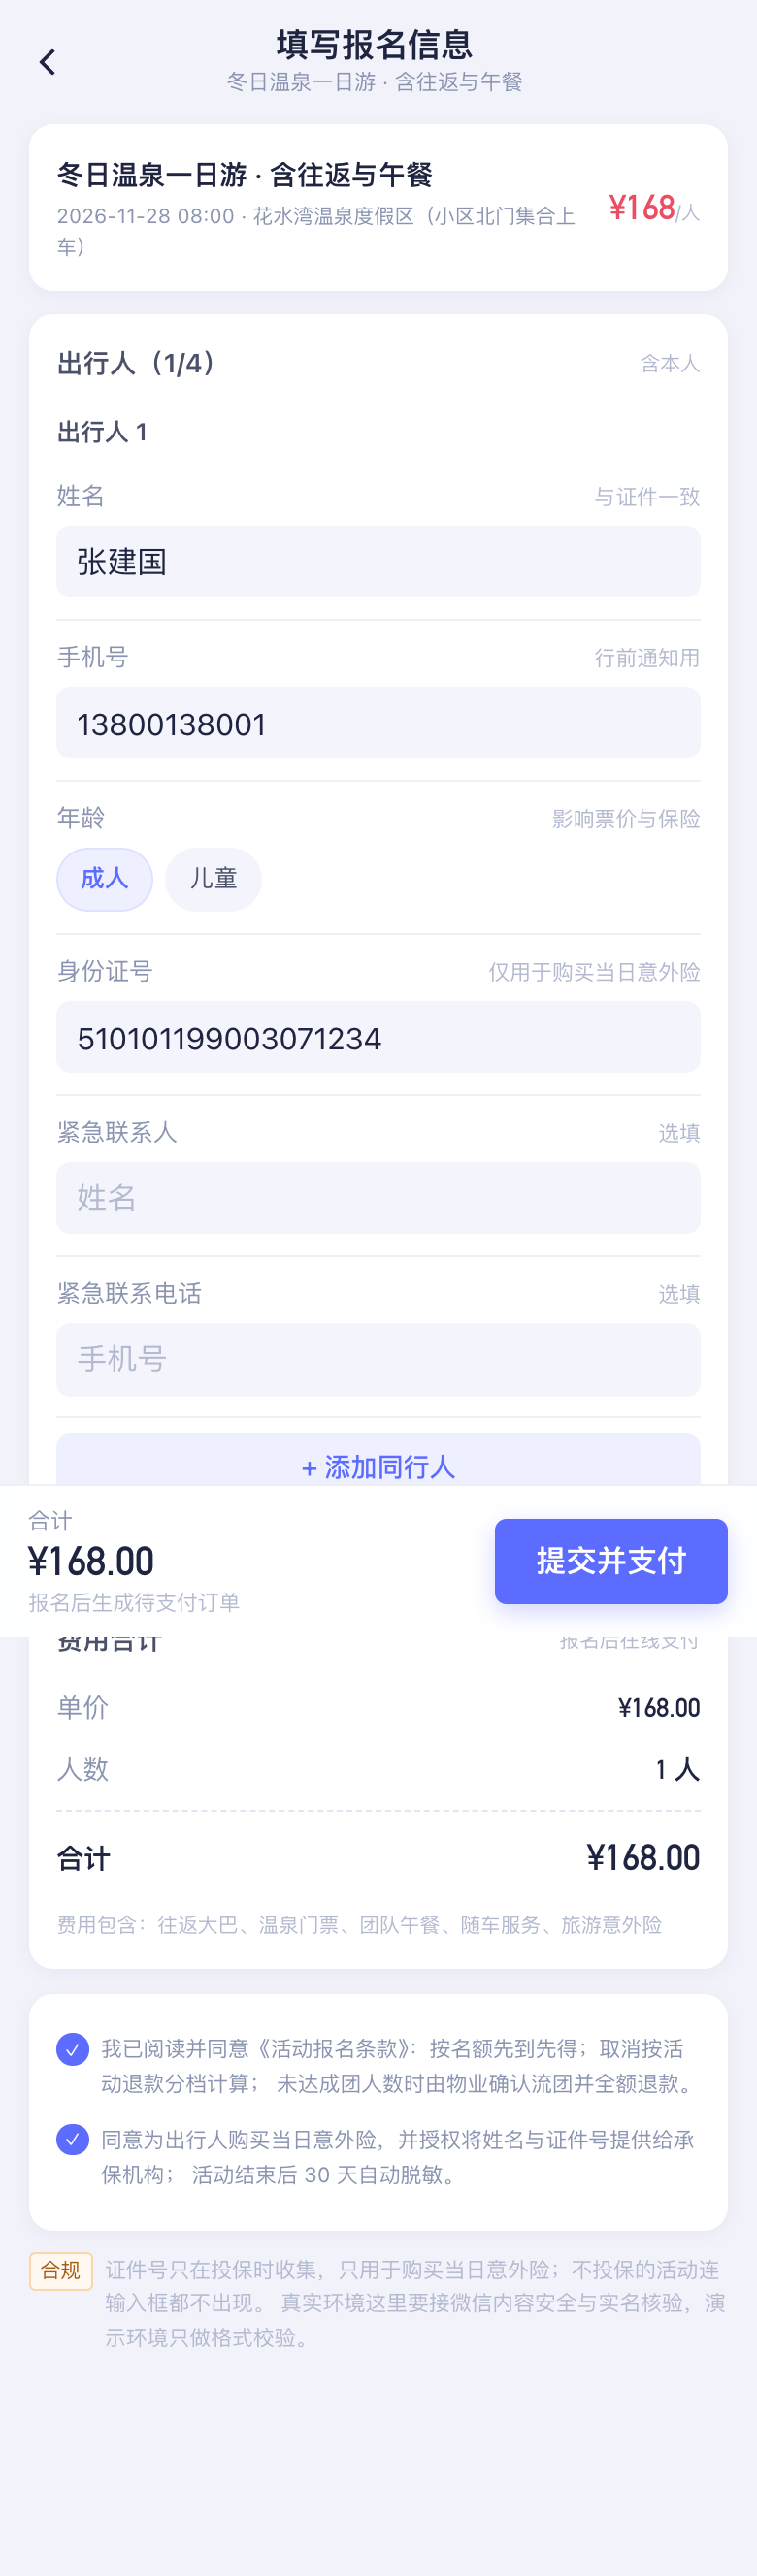 填写报名信息
冬日温泉一日游 · 含往返与午餐
冬日温泉一日游 · 含往返与午餐
2026-11-28 08:00 · 花水湾温泉度假区（小区北门集合上
车）
¥168/人
出行人（1/4）
含本人
出行人 1
姓名
与证件一致
张建国
手机号
行前通知用
13800138001
年龄
影响票价与保险
成人
儿童
身份证号
仅用于购买当日意外险
510101199003071234
紧急联系人
选填
姓名
紧急联系电话
选填
手机号
+ 添加同行人
合计
¥168.00
报名后生成待支付订单
提交并支付
费用合计
报名后在线支付
单价
¥168.00
人数
1 人
合计
¥168.00
费用包含：往返大巴、温泉门票、团队午餐、随车服务、旅游意外险
我已阅读并同意《活动报名条款》：按名额先到先得；取消按活
动退款分档计算； 未达成团人数时由物业确认流团并全额退款。
同意为出行人购买当日意外险，并授权将姓名与证件号提供给承
保机构； 活动结束后 30 天自动脱敏。
合规
证件号只在投保时收集，只用于购买当日意外险；不投保的活动连
输入框都不出现。 真实环境这里要接微信内容安全与实名核验，演
示环境只做格式校验。